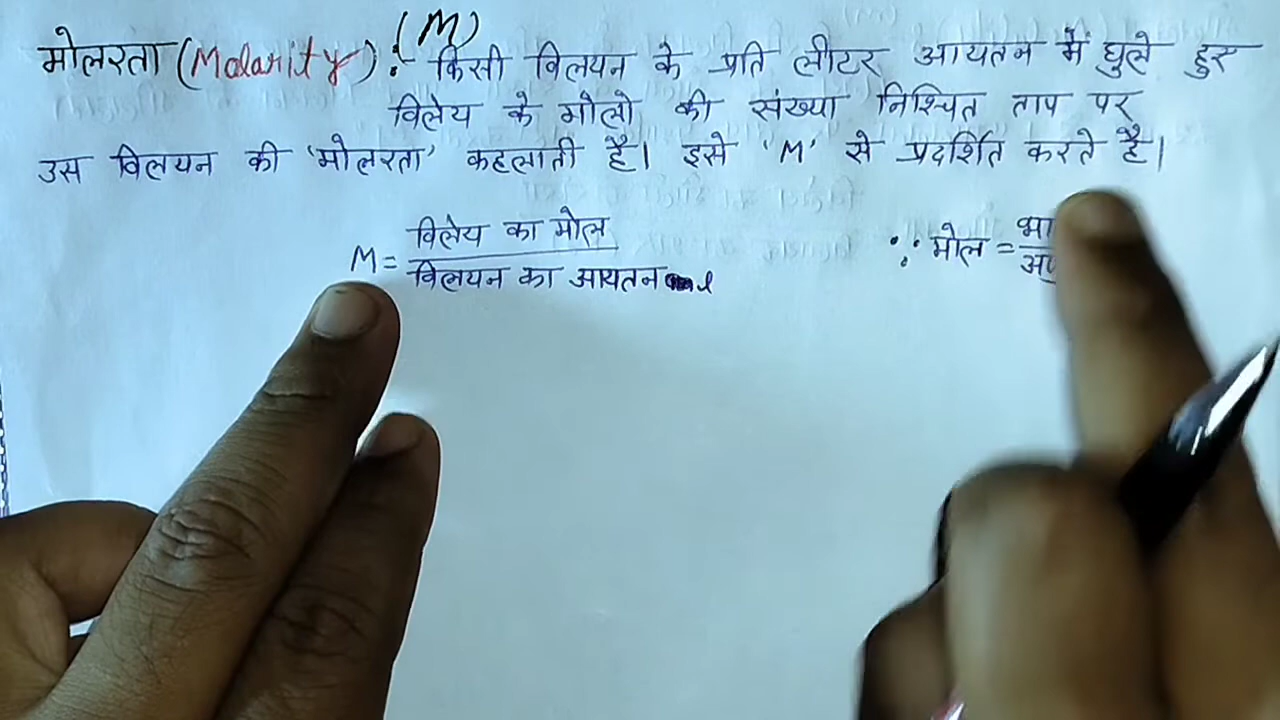 मोलरता (Molarity) (M) :- किसी विलयन के प्रति लीटर आयतन में घुले हुए
विलेय के मोलो की संख्या निश्चित ताप पर
उस विलयन की 'मोलरता' कहलाती है। इसे 'M' से प्रदर्शित करते है।
M = विलेय का मोल
विलयन का आयतन
∵ मोल =